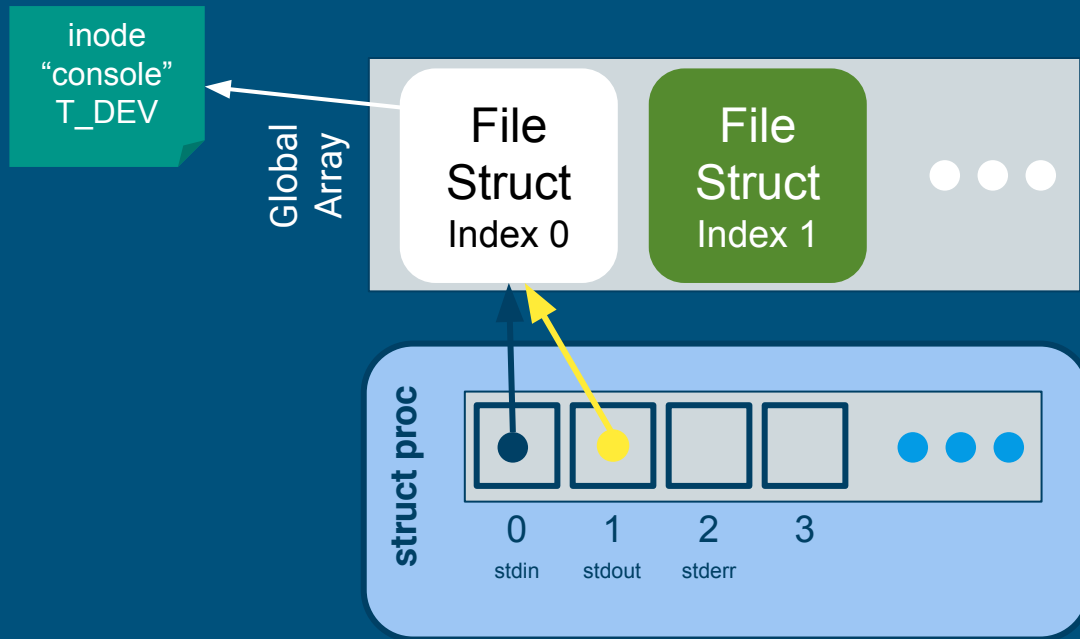 inode
“console”
T_DEV
Global
Array
File
Struct
Index 0
File
Struct
Index 1
struct proc
0
1
2
3
stdin
stdout
stderr